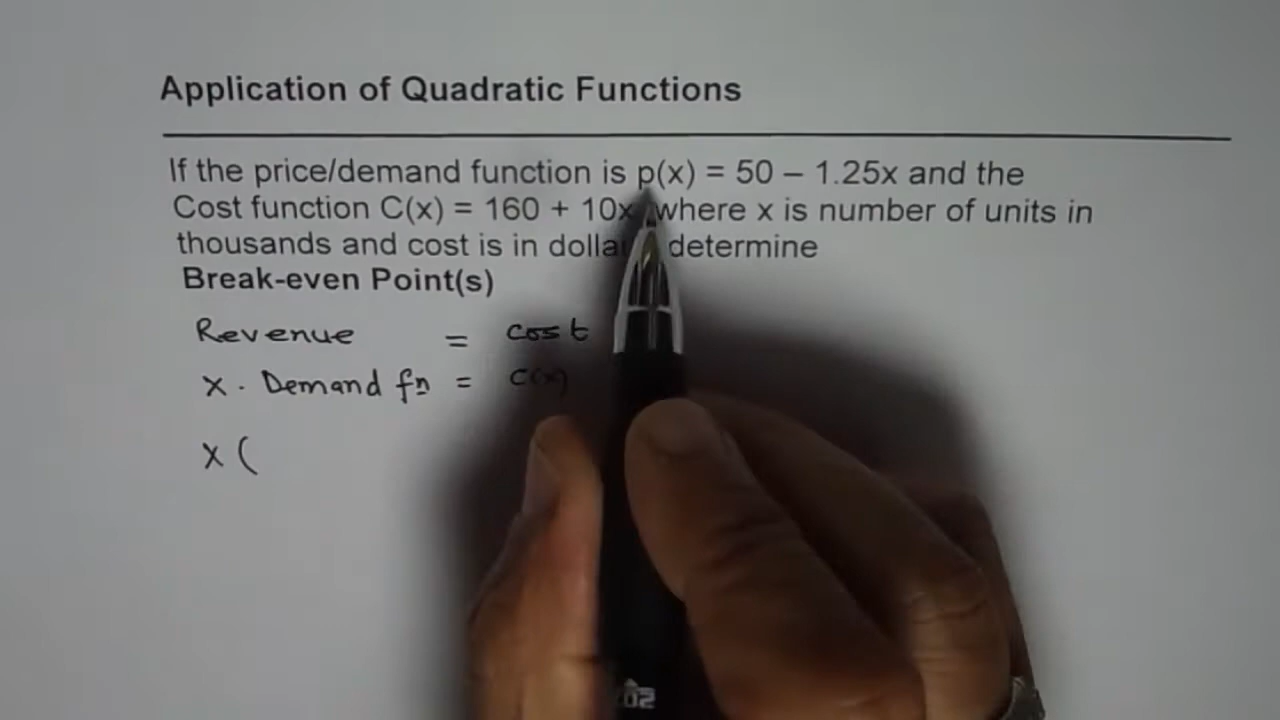 Application of Quadratic Functions
If the price/demand function is p(x) = 50 – 1.25x and the
Cost function C(x) = 160 + 10x, where x is number of units in
thousands and cost is in determine
Break-even Point(s)
Revenue = cost
x · Demand fn = C(x)
x (